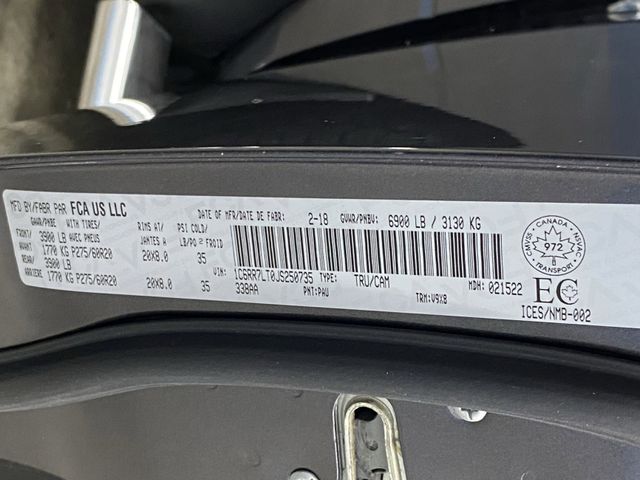 MFD BY/FABR PAR FCA US LLC
DATE OF MFR/DATE DE FABR: 2-18 GVWR/PNBV: 6900 LB / 3130 KG
GAWR/PNBE WITH TIRES/ RIMS AT/ PSI COLD/
FRONT/ 3900 LB AVEC PNEUS JANTES A LB/PO² FROID
AVANT 1770 KG P275/60R20 20X8.0 35
REAR/ 3900 LB
ARRIERE 1770 KG P275/60R20 20X8.0 35
VIN: 1C6RR7LT0JS250735 TYPE: TRU/CAM MDH: 021522
338AA PNT: PAU TRM: V9X8
CANADA
CMVSS
972
NSVAC
TRANSPORT
EC
ICES/NMB-002